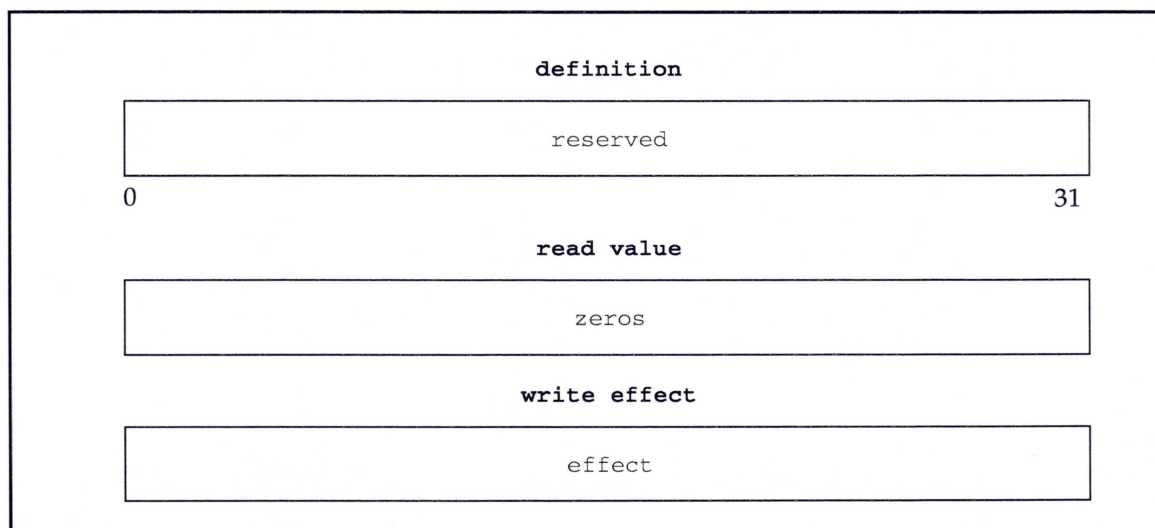 definition
reserved
0 31
read value
zeros
write effect
effect